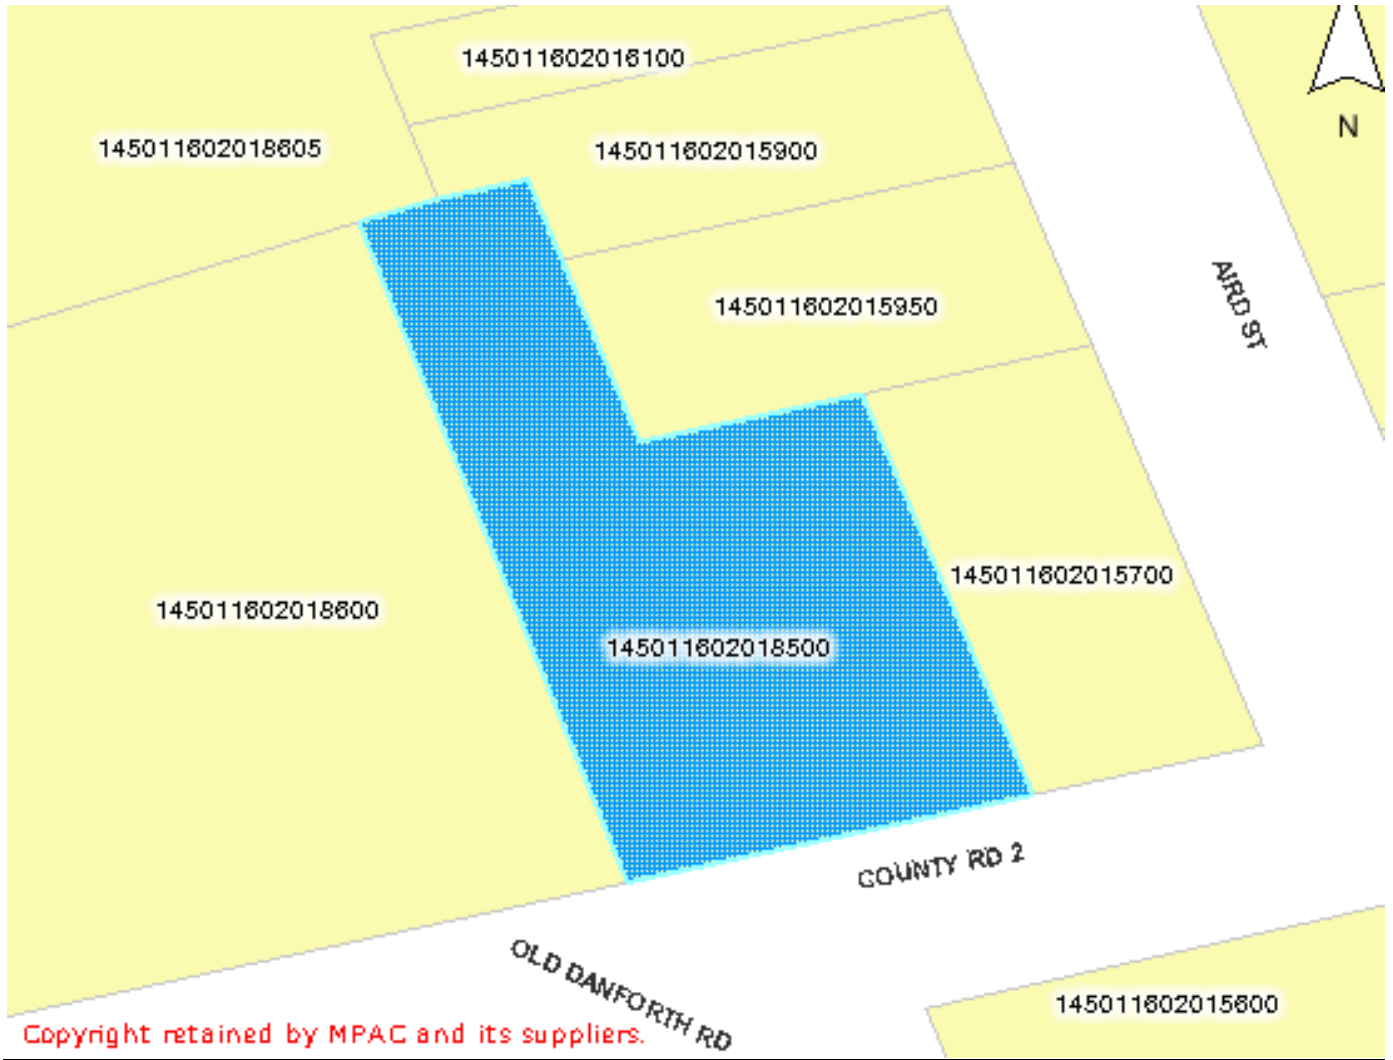 145011602016100
145011602018605
145011602015900
N
145011602015950
AIRD ST
145011602015700
145011602018600
145011602018500
COUNTY RD 2
OLD DANFORTH RD
145011602015600
Copyright retained by MPAC and its suppliers.